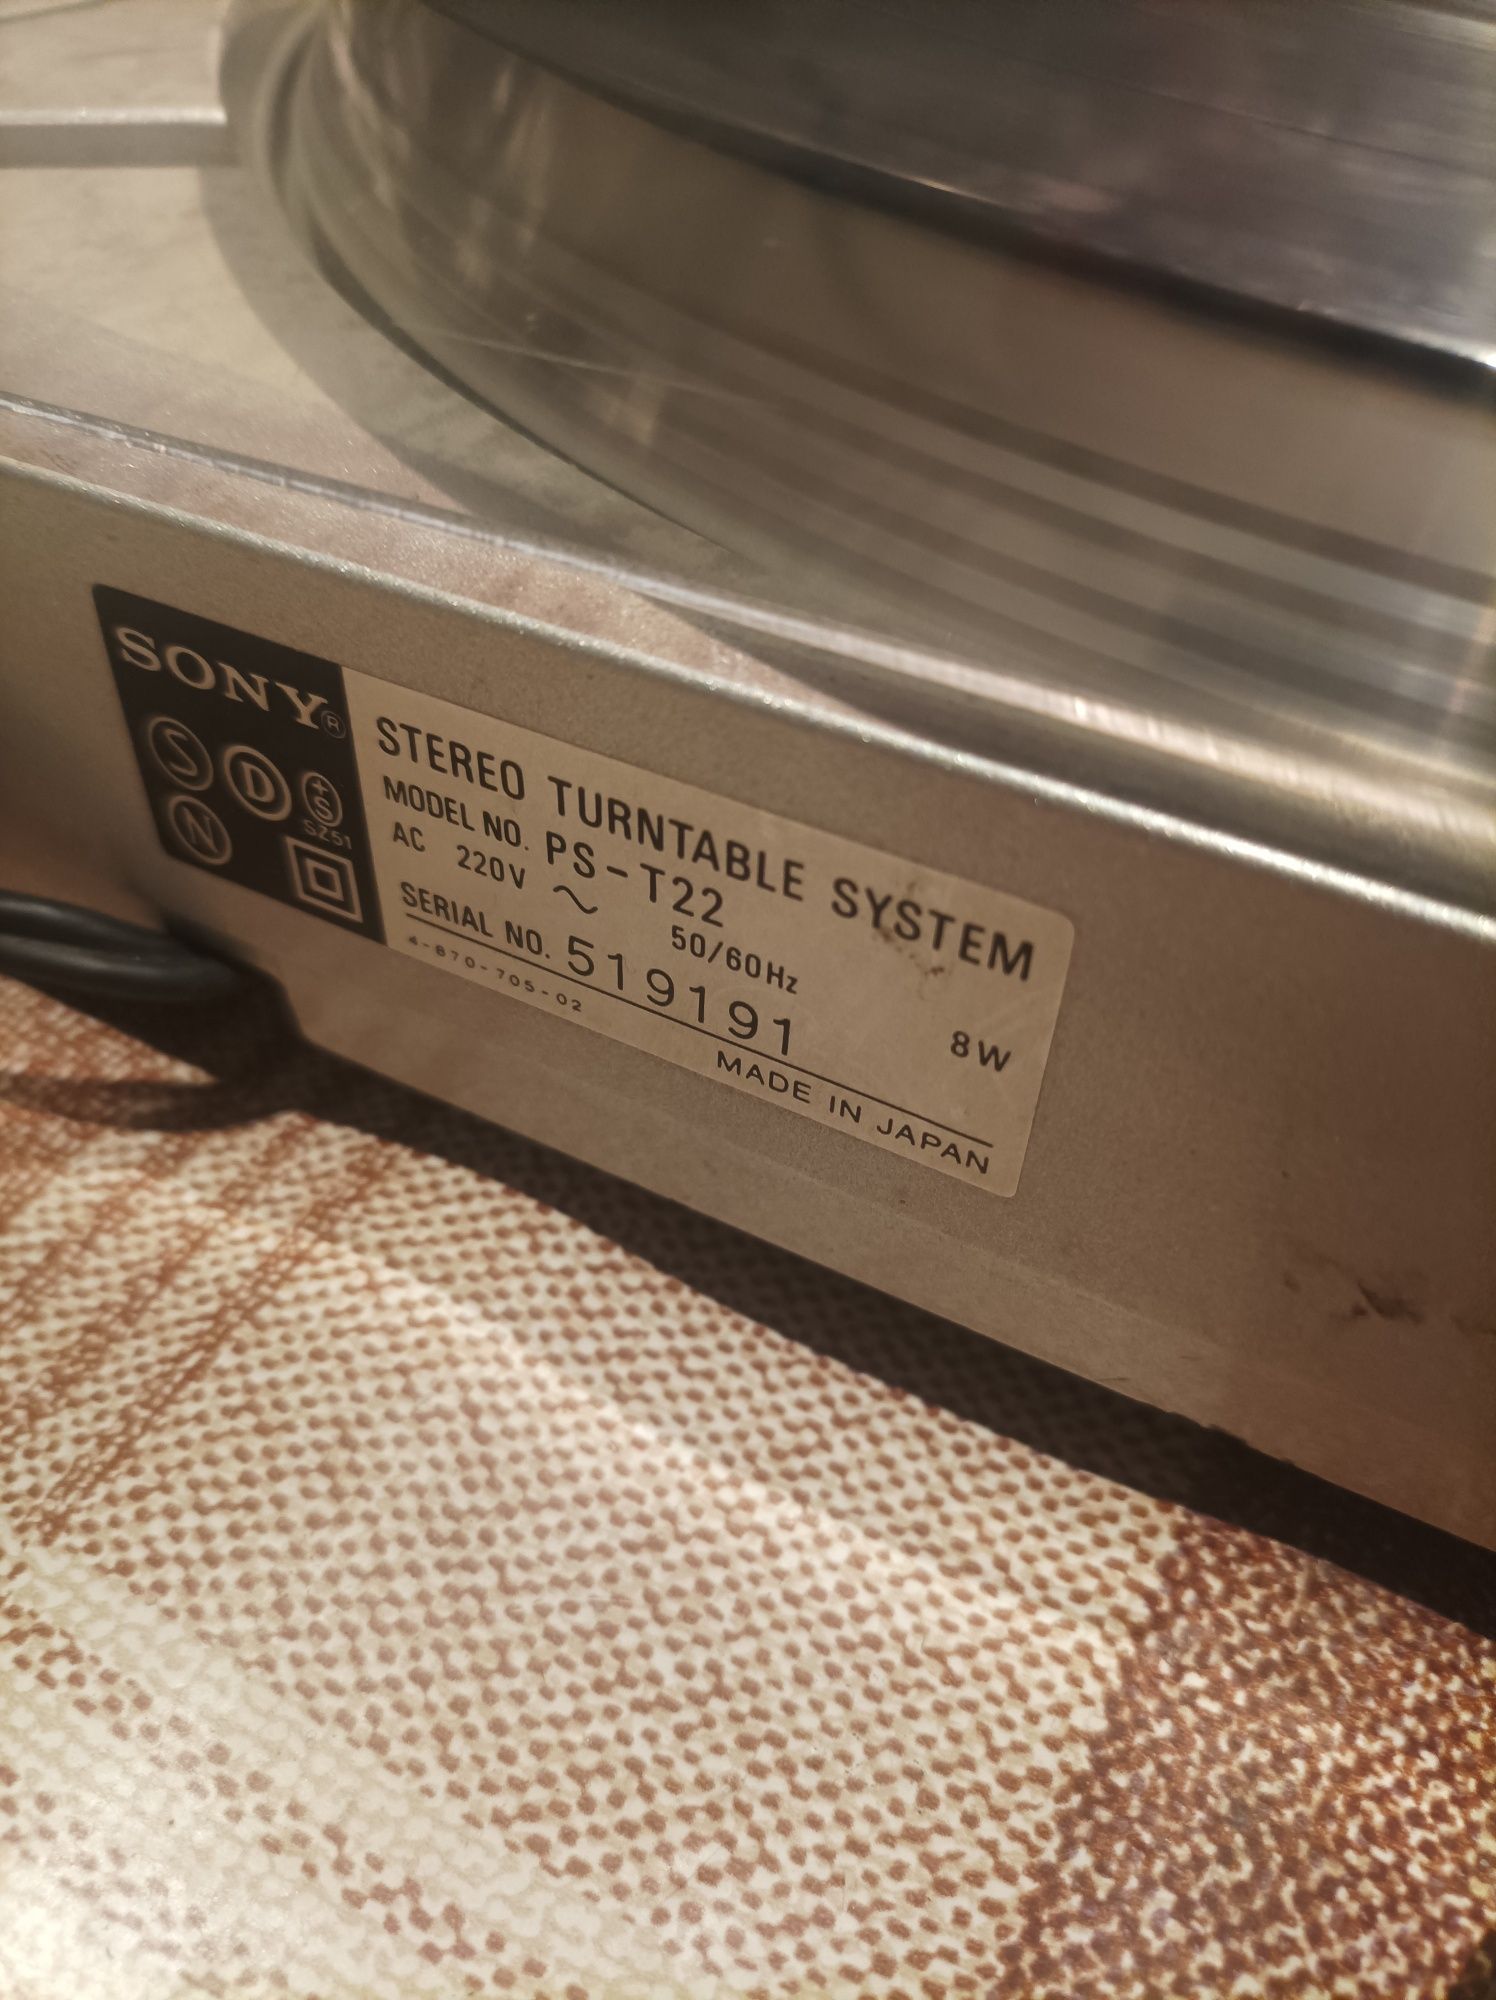 SONY®
S D +S
SZ51
N
STEREO TURNTABLE SYSTEM
MODEL NO. PS-T22
AC 220V ~ 50/60Hz 8W
SERIAL NO. 519191
4-870-705-02
MADE IN JAPAN